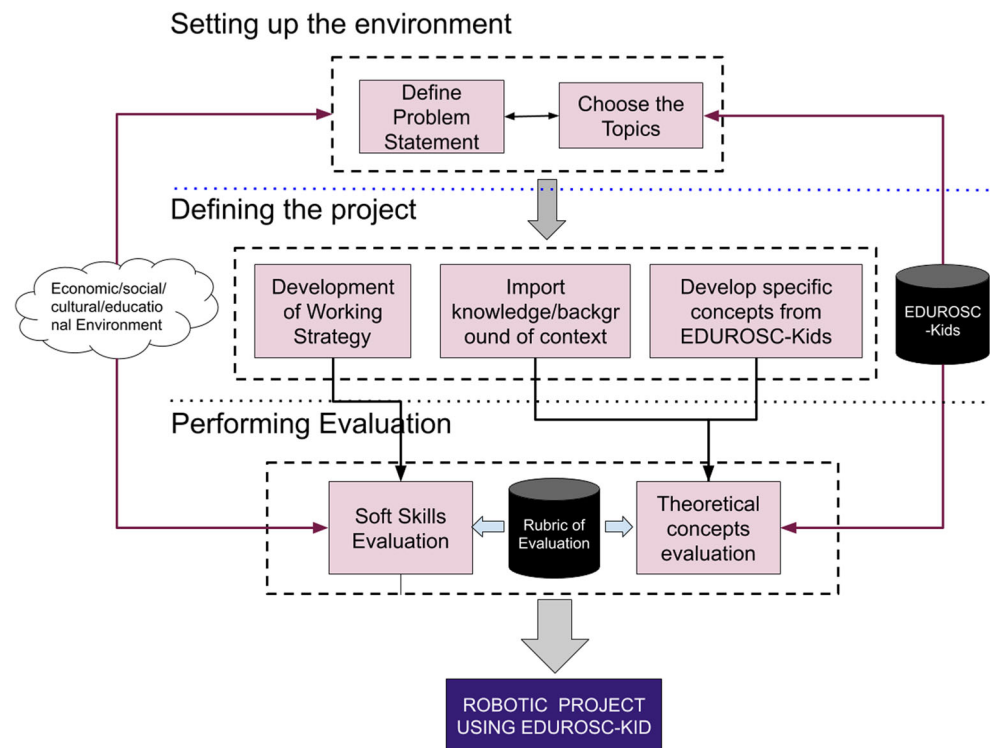 Setting up the environment
Define
Problem
Statement
Choose the
Topics
Defining the project
Economic/social/
cultural/educatio
nal Environment
Development
of Working
Strategy
Import
knowledge/backgr
ound of context
Develop specific
concepts from
EDUROSC-Kids
EDUROSC
-Kids
Performing Evaluation
Soft Skills
Evaluation
Rubric of
Evaluation
Theoretical
concepts
evaluation
ROBOTIC PROJECT
USING EDUROSC-KID